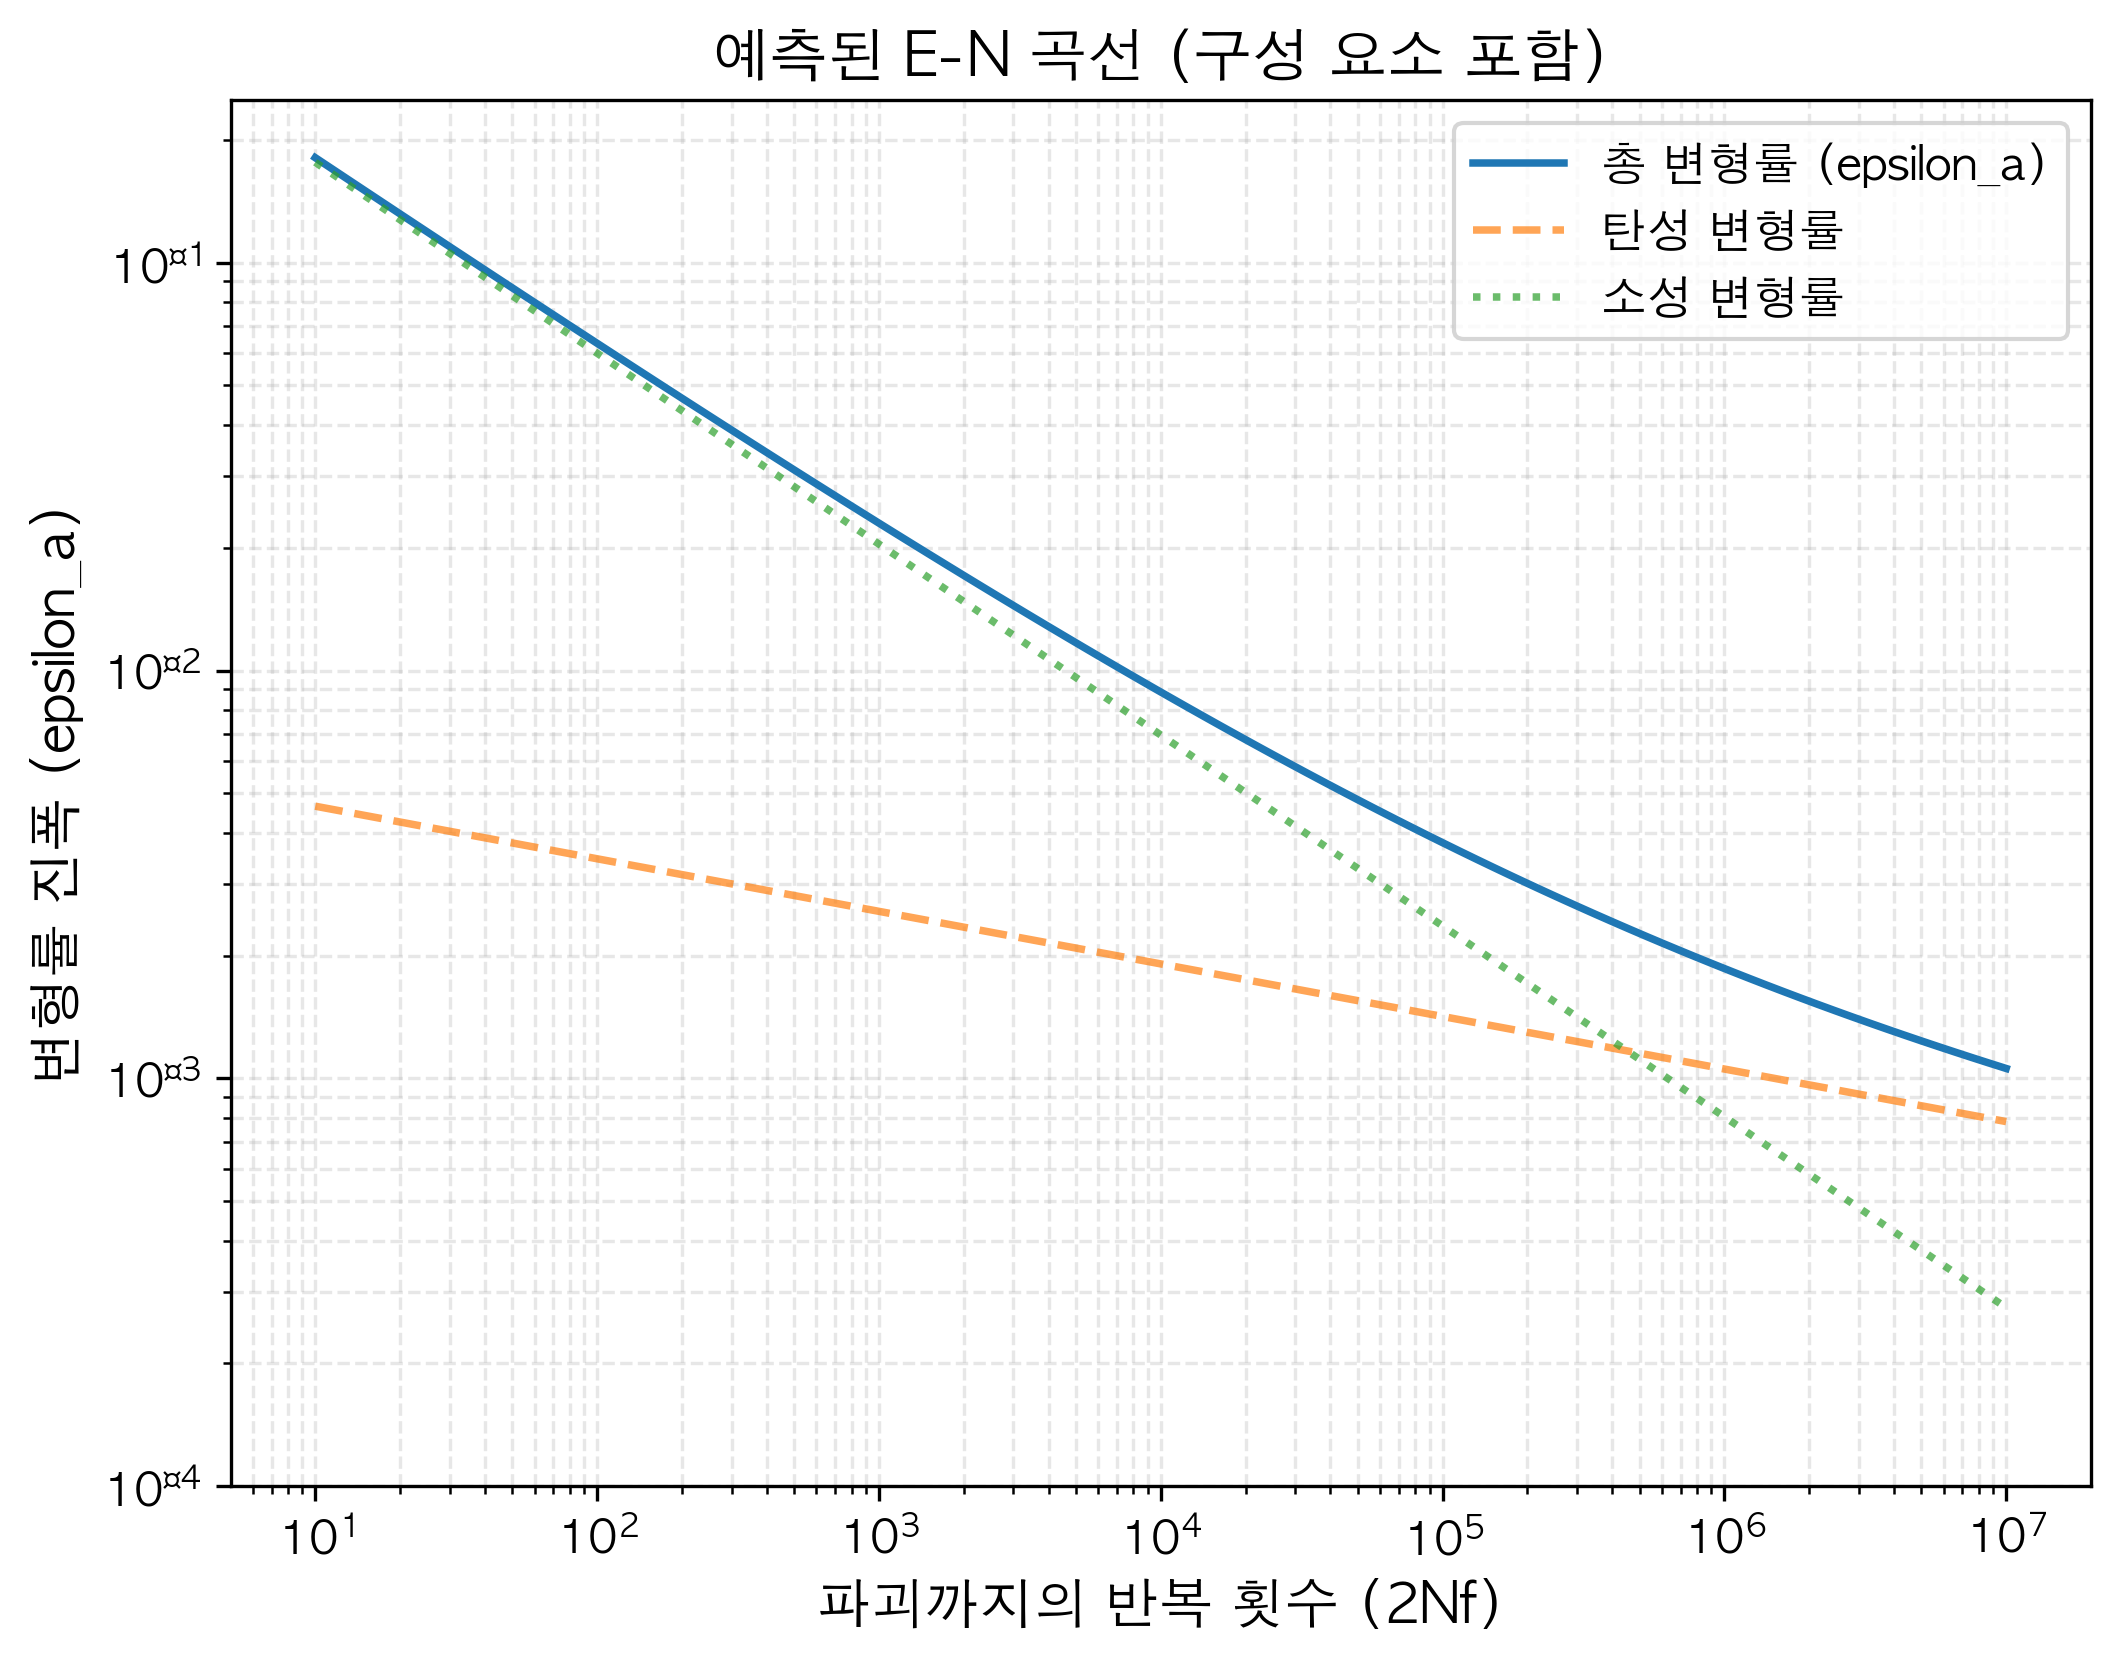 예측된 E-N 곡선 (구성 요소 포함)
총 변형률 (epsilon_a)
탄성 변형률
소성 변형률
변형률 진폭 (epsilon_a)
10¤1
10¤2
10¤3
10¤4
10¹ 10² 10³ 10⁴ 10⁵ 10⁶ 10⁷
파괴까지의 반복 횟수 (2Nf)